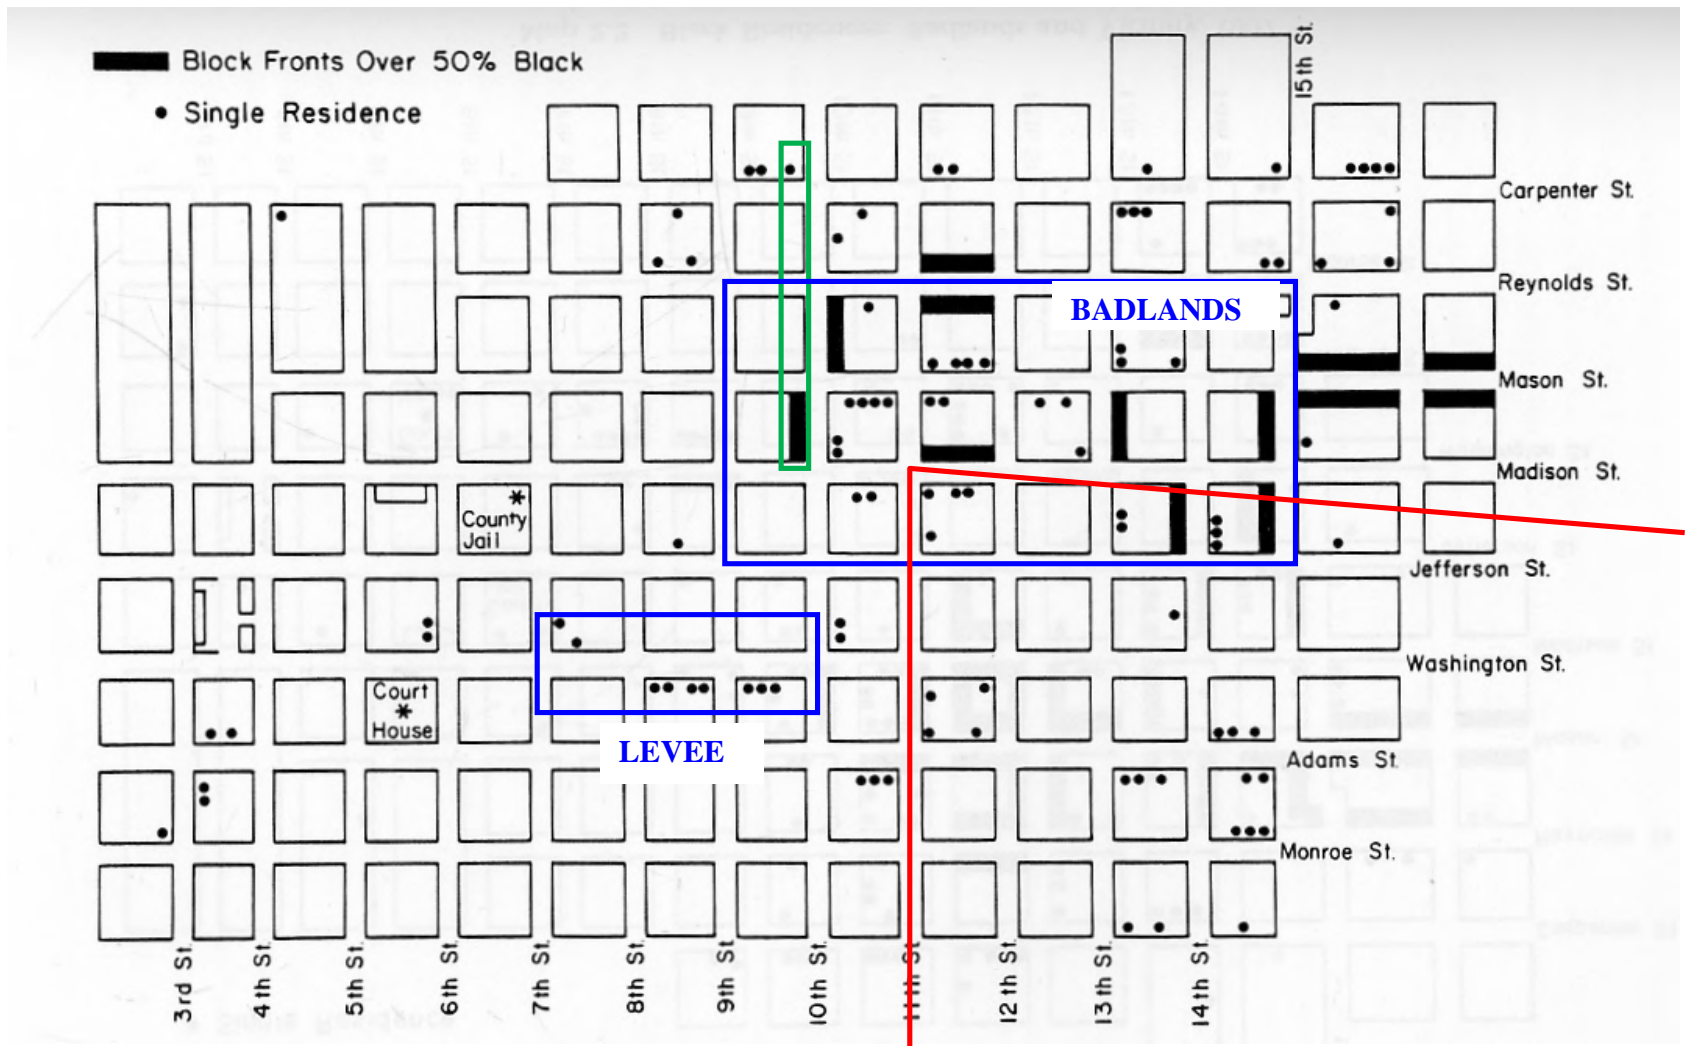 Block Fronts Over 50% Black
Single Residence
15th St.
Carpenter St.
Reynolds St.
BADLANDS
Mason St.
Madison St.
County
Jail
Jefferson St.
Washington St.
Court
House
LEVEE
Adams St.
Monroe St.
3rd St.
4th St.
5th St.
6th St.
7th St.
8th St.
9th St
10th St.
11th St.
12th St.
13th St.
14th St.